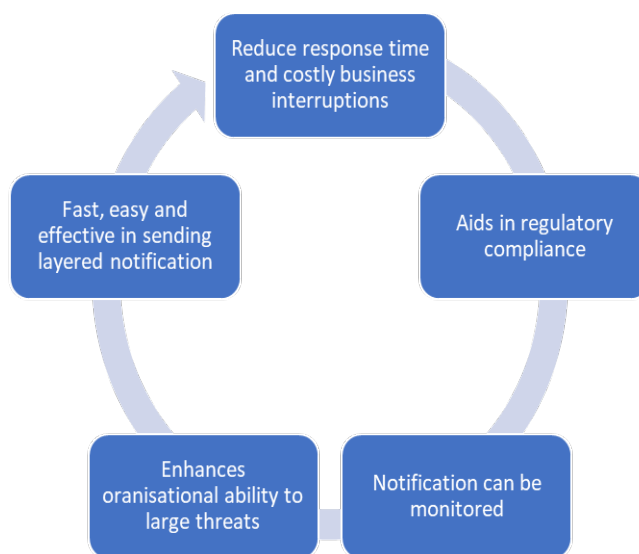 Reduce response time
and costly business
interruptions
Aids in regulatory
compliance
Notification can be
monitored
Enhances
oranisational ability to
large threats
Fast, easy and
effective in sending
layered notification